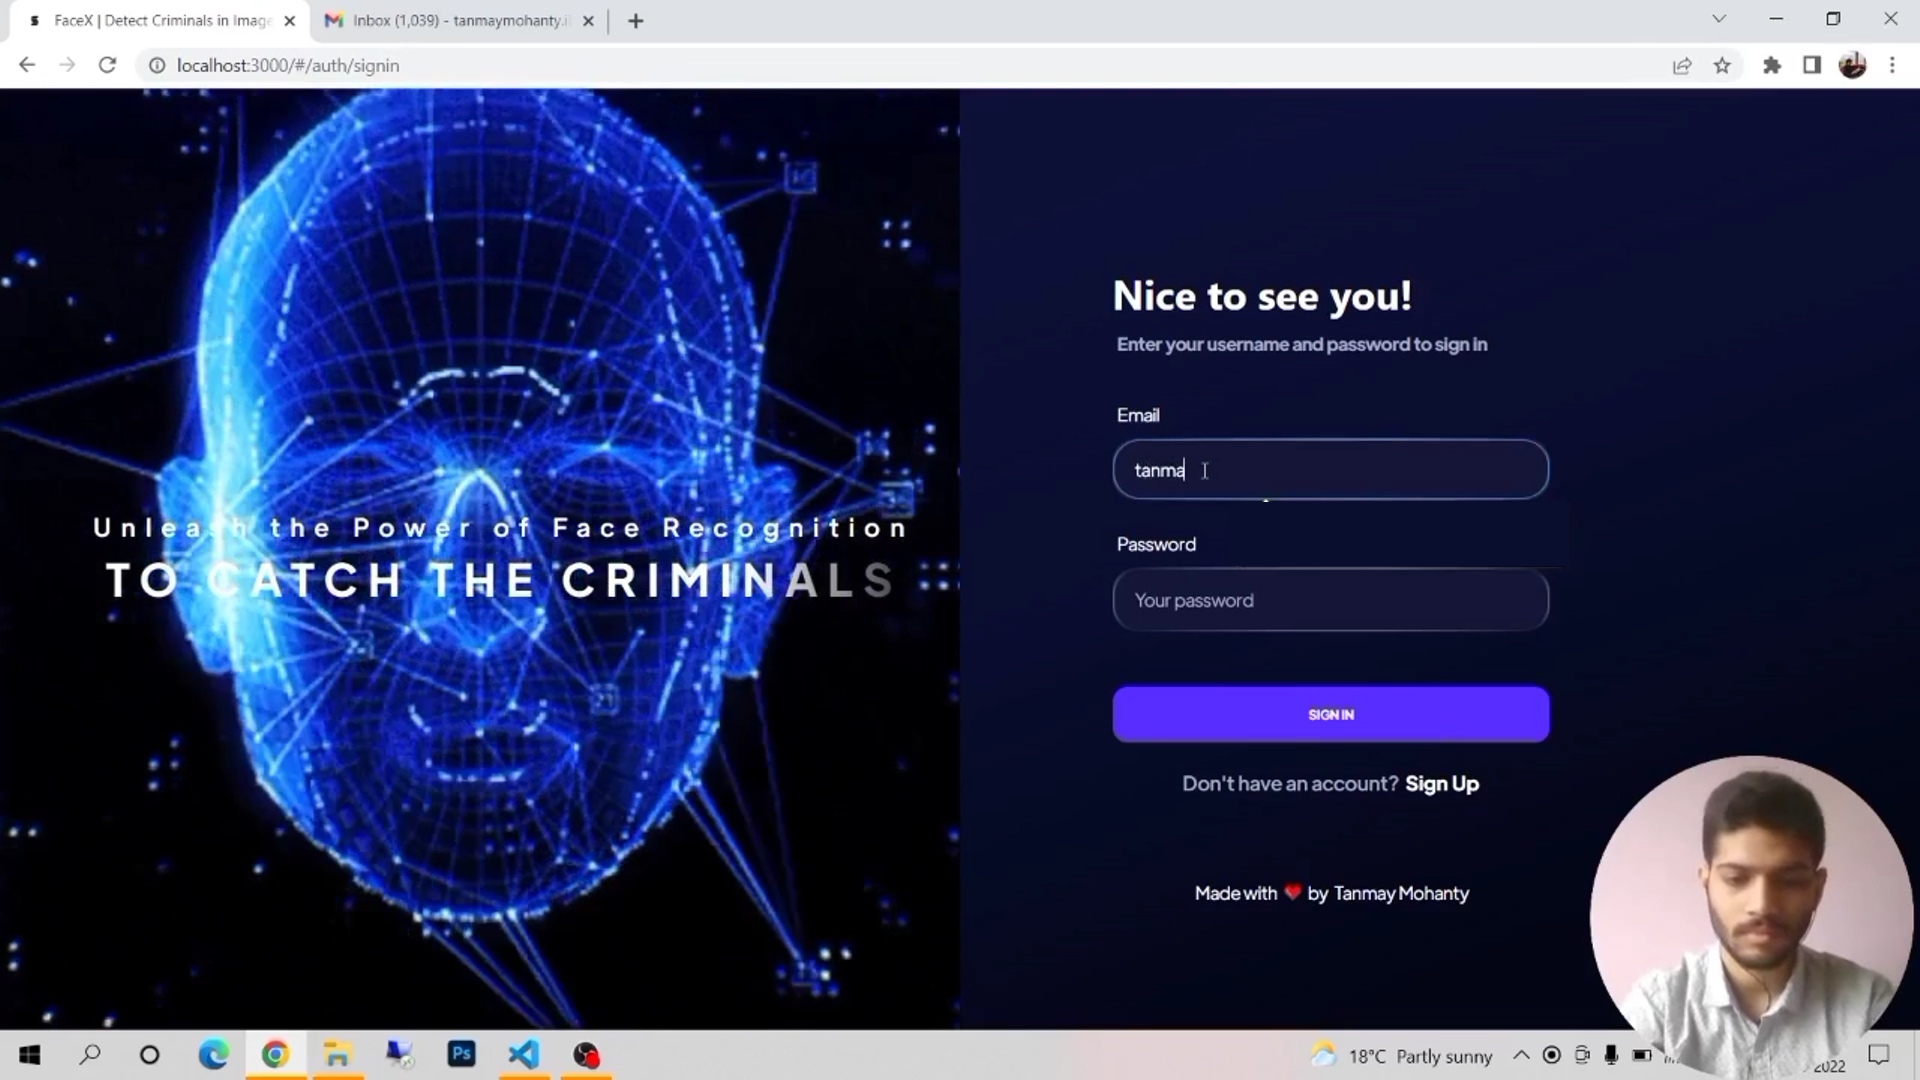 FaceX | Detect Criminals in Image
Inbox (1,039) - tanmaymohanty.i
localhost:3000/#/auth/signin
Unleash the Power of Face Recognition
TO CATCH THE CRIMINALS
Nice to see you!
Enter your username and password to sign in
Email
tanma
Password
Your password
SIGN IN
Don't have an account? Sign Up
Made with ❤ by Tanmay Mohanty
Ps
18°C Partly sunny
2022